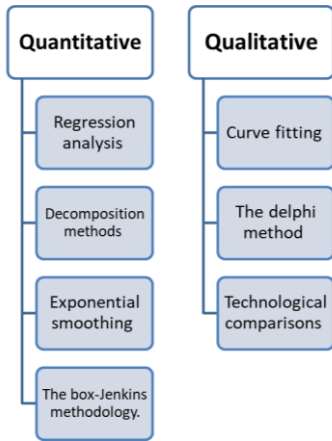 Quantitative
Regression
analysis
Decomposition
methods
Exponential
smoothing
The box-Jenkins
methodology.
Qualitative
Curve fitting
The delphi
method
Technological
comparisons